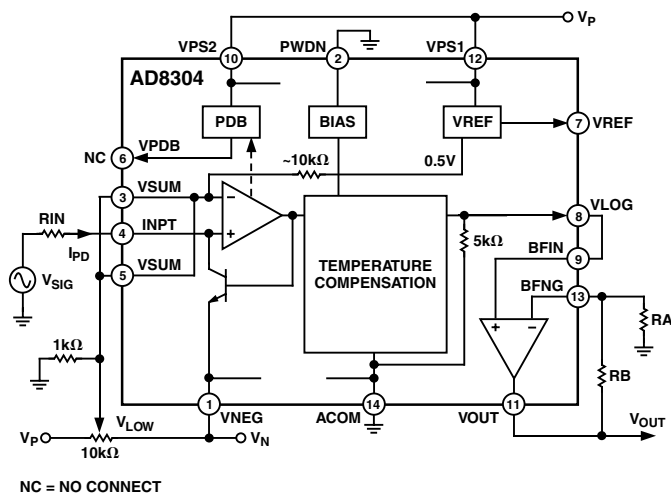 V_P
VPS2
PWDN
VPS1
10
2
12
AD8304
PDB
BIAS
VREF
7
VREF
NC
6
VPDB
~10kΩ
0.5V
3
VSUM
–
VLOG
8
RIN
4
INPT
+
I_PD
5kΩ
BFIN
9
V_SIG
5
VSUM
TEMPERATURE
COMPENSATION
BFNG
13
+
–
RA
1kΩ
RB
V_LOW
1
VNEG
ACOM
14
VOUT
11
V_OUT
V_P
10kΩ
V_N
NC = NO CONNECT